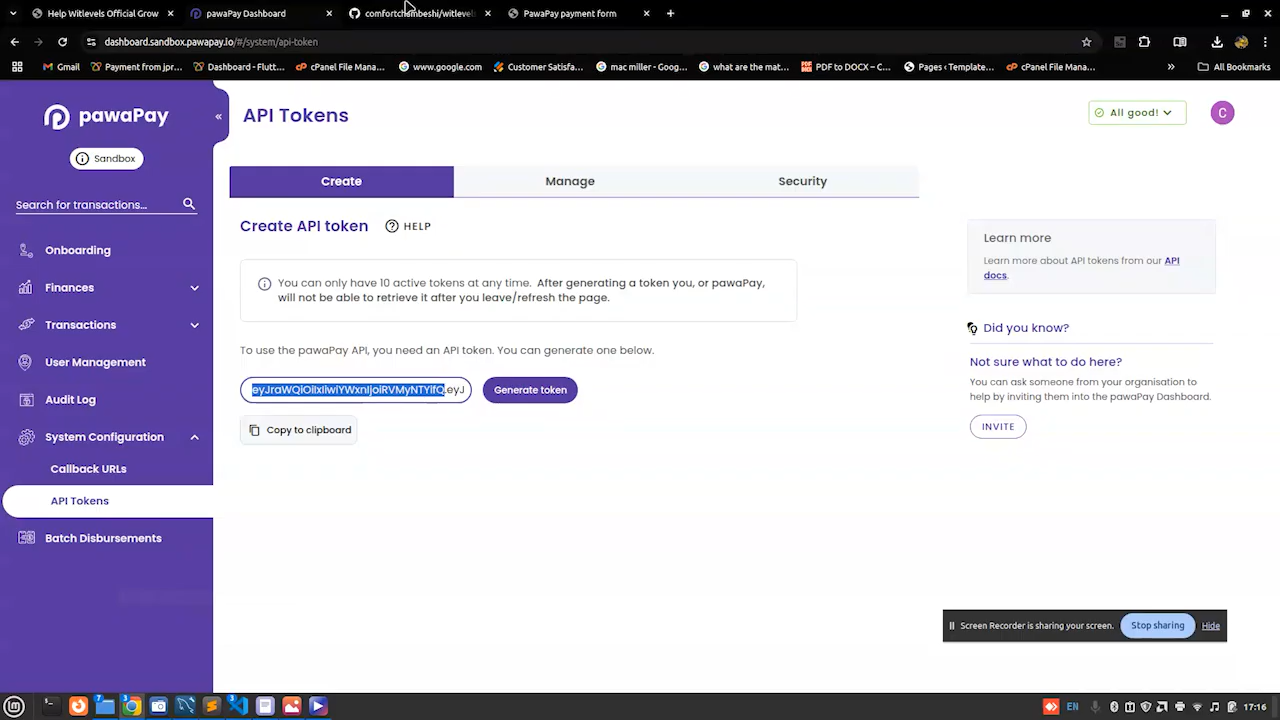 Help Witlevels Official Grow
pawaPay Dashboard
comfortchambeshi/witlevels
PawaPay payment form
dashboard.sandbox.pawapay.io/#/system/api-token
Gmail
Payment from jpr...
Dashboard - Flutt...
cPanel File Mana...
www.google.com
Customer Satisfa...
mac miller - Goog...
what are the mat...
PDF to DOCX – C...
Pages ‹ Template...
cPanel File Mana...
All Bookmarks
pawaPay
Sandbox
Search for transactions...
Onboarding
Finances
Transactions
User Management
Audit Log
System Configuration
Callback URLs
API Tokens
Batch Disbursements
API Tokens
All good!
C
Create
Manage
Security
Create API token
HELP
You can only have 10 active tokens at any time. After generating a token you, or pawaPay,
will not be able to retrieve it after you leave/refresh the page.
To use the pawaPay API, you need an API token. You can generate one below.
Generate token
Copy to clipboard
Learn more
Learn more about API tokens from our API
docs.
Did you know?
Not sure what to do here?
You can ask someone from your organisation to
help by inviting them into the pawaPay Dashboard.
INVITE
Screen Recorder is sharing your screen.
Stop sharing
Hide
7
3
3
EN
17:16